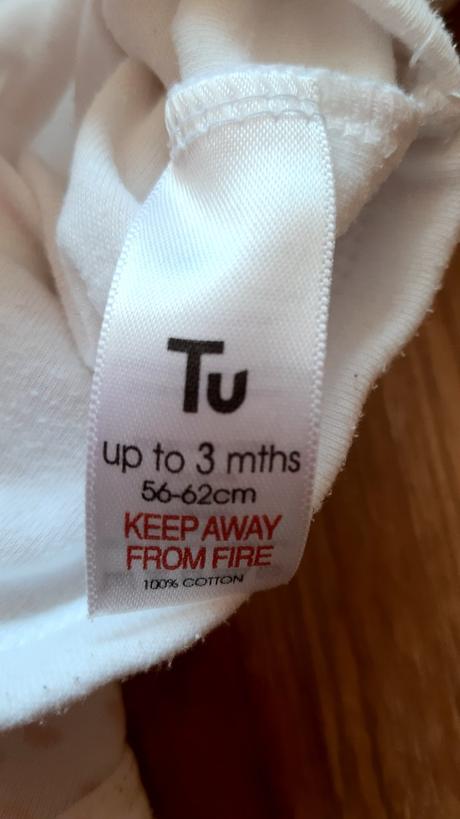 Tu
up to 3 mths
56-62cm
KEEP AWAY
FROM FIRE
100% COTTON